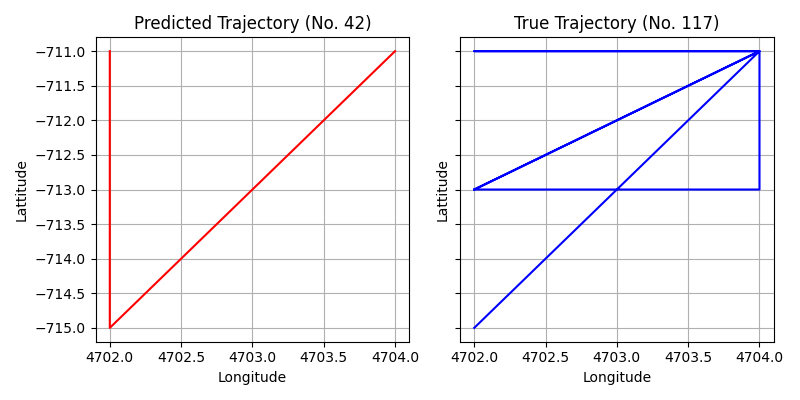 Predicted Trajectory (No. 42)
True Trajectory (No. 117)
Lattitude
−711.0
−711.5
−712.0
−712.5
−713.0
−713.5
−714.0
−714.5
−715.0
4702.0 4702.5 4703.0 4703.5 4704.0
Longitude
Lattitude
4702.0 4702.5 4703.0 4703.5 4704.0
Longitude